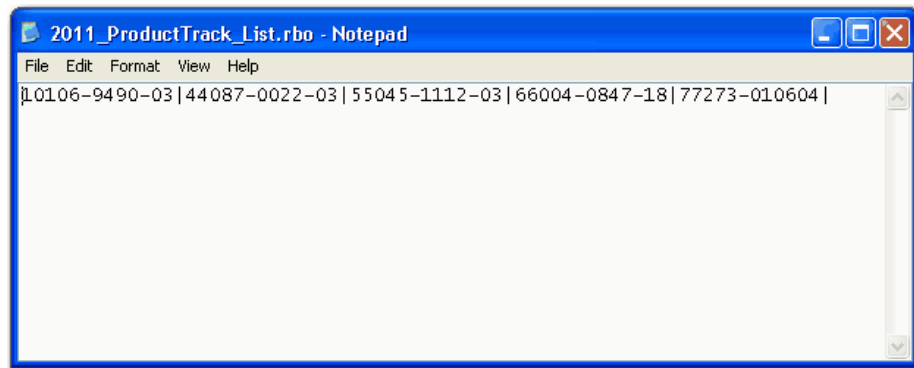 2011_ProductTrack_List.rbo - Notepad
File Edit Format View Help
10106-9490-03|44087-0022-03|55045-1112-03|66004-0847-18|77273-010604|